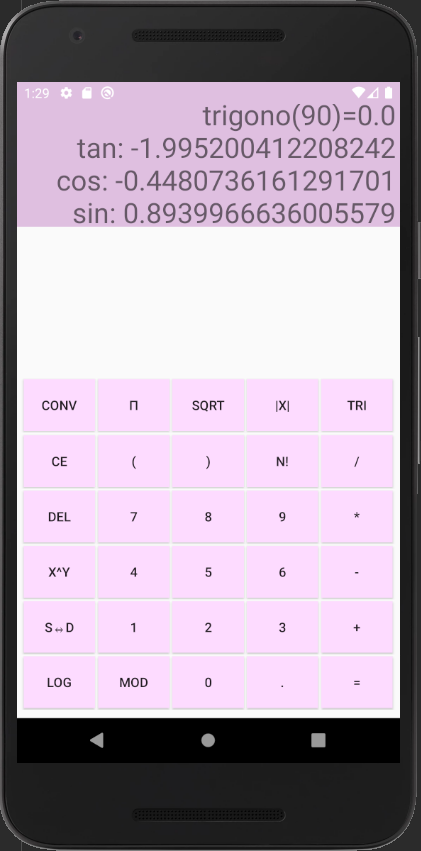 1:29
trigono(90)=0.0
tan: -1.995200412208242
cos: -0.4480736161291701
sin: 0.8939966636005579
CONV Π SQRT |X| TRI
CE ( ) N! /
DEL 7 8 9 *
X^Y 4 5 6 -
S⇔D 1 2 3 +
LOG MOD 0 . =